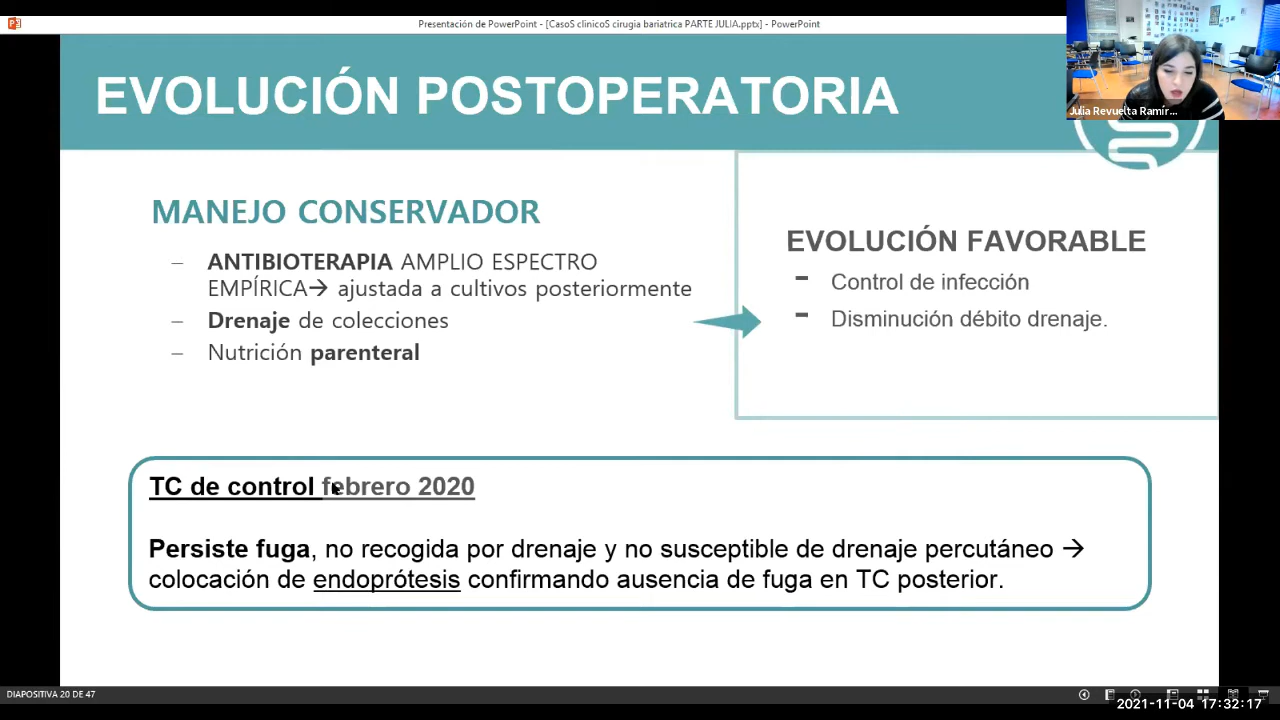 Presentación de PowerPoint - [CasoS clinicoS cirugia bariatrica PARTE JULIA.pptx] - PowerPoint
Julia Revuelta Ramír...
EVOLUCIÓN POSTOPERATORIA
MANEJO CONSERVADOR
– ANTIBIOTERAPIA AMPLIO ESPECTRO
EMPÍRICA→ ajustada a cultivos posteriormente
– Drenaje de colecciones
– Nutrición parenteral
EVOLUCIÓN FAVORABLE
- Control de infección
- Disminución débito drenaje.
TC de control febrero 2020
Persiste fuga, no recogida por drenaje y no susceptible de drenaje percutáneo →
colocación de endoprótesis confirmando ausencia de fuga en TC posterior.
DIAPOSITIVA 20 DE 47
2021-11-04 17:32:17